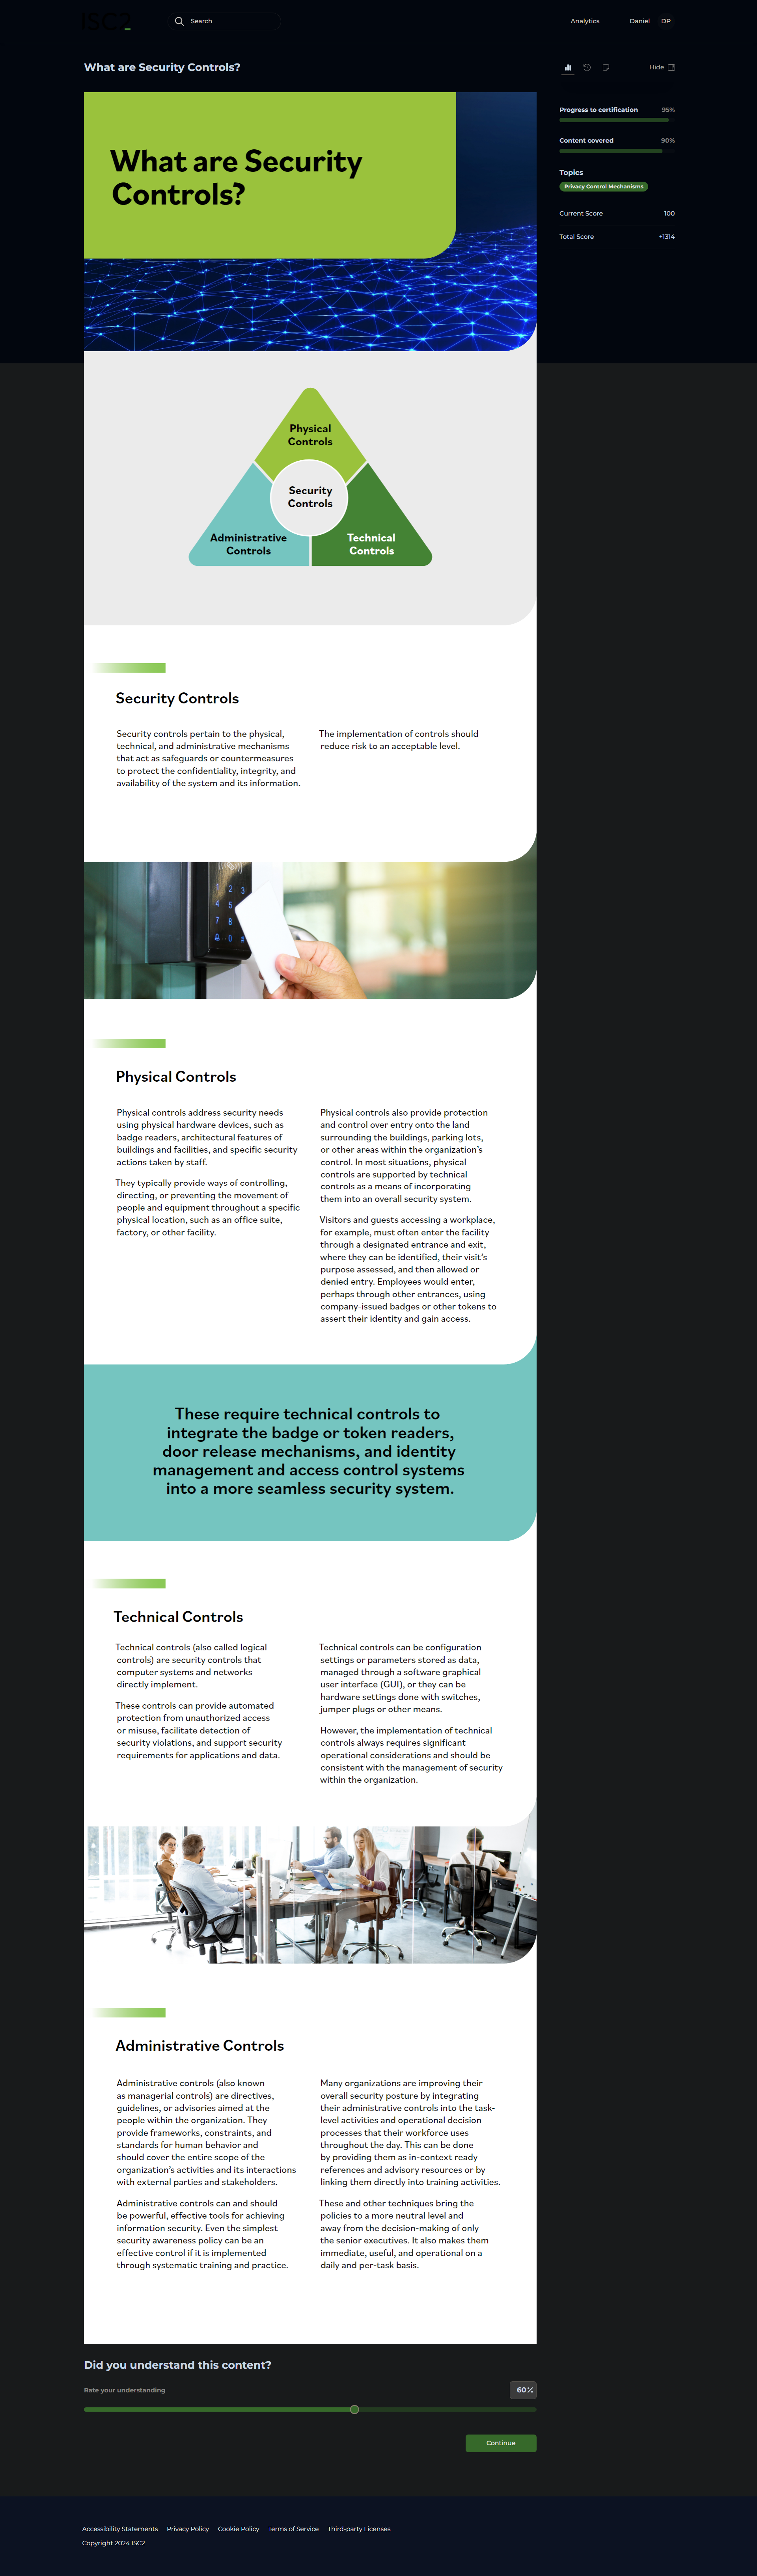 ISC2
Search
Analytics
Daniel
DP
What are Security Controls?
Hide
Progress to certification 95%
Content covered 90%
Topics
Privacy Control Mechanisms
Current Score 100
Total Score +1314
What are Security
Controls?
Physical
Controls
Security
Controls
Administrative
Controls
Technical
Controls
Security Controls
Security controls pertain to the physical,
technical, and administrative mechanisms
that act as safeguards or countermeasures
to protect the confidentiality, integrity, and
availability of the system and its information.
The implementation of controls should
reduce risk to an acceptable level.
1 2 3
4 5 6
7 8 9
0
Physical Controls
Physical controls address security needs
using physical hardware devices, such as
badge readers, architectural features of
buildings and facilities, and specific security
actions taken by staff.
They typically provide ways of controlling,
directing, or preventing the movement of
people and equipment throughout a specific
physical location, such as an office suite,
factory, or other facility.
Physical controls also provide protection
and control over entry onto the land
surrounding the buildings, parking lots,
or other areas within the organization’s
control. In most situations, physical
controls are supported by technical
controls as a means of incorporating
them into an overall security system.
Visitors and guests accessing a workplace,
for example, must often enter the facility
through a designated entrance and exit,
where they can be identified, their visit’s
purpose assessed, and then allowed or
denied entry. Employees would enter,
perhaps through other entrances, using
company-issued badges or other tokens to
assert their identity and gain access.
These require technical controls to
integrate the badge or token readers,
door release mechanisms, and identity
management and access control systems
into a more seamless security system.
Technical Controls
Technical controls (also called logical
controls) are security controls that
computer systems and networks
directly implement.
These controls can provide automated
protection from unauthorized access
or misuse, facilitate detection of
security violations, and support security
requirements for applications and data.
Technical controls can be configuration
settings or parameters stored as data,
managed through a software graphical
user interface (GUI), or they can be
hardware settings done with switches,
jumper plugs or other means.
However, the implementation of technical
controls always requires significant
operational considerations and should be
consistent with the management of security
within the organization.
Administrative Controls
Administrative controls (also known
as managerial controls) are directives,
guidelines, or advisories aimed at the
people within the organization. They
provide frameworks, constraints, and
standards for human behavior and
should cover the entire scope of the
organization’s activities and its interactions
with external parties and stakeholders.
Administrative controls can and should
be powerful, effective tools for achieving
information security. Even the simplest
security awareness policy can be an
effective control if it is implemented
through systematic training and practice.
Many organizations are improving their
overall security posture by integrating
their administrative controls into the task-
level activities and operational decision
processes that their workforce uses
throughout the day. This can be done
by providing them as in-context ready
references and advisory resources or by
linking them directly into training activities.
These and other techniques bring the
policies to a more neutral level and
away from the decision-making of only
the senior executives. It also makes them
immediate, useful, and operational on a
daily and per-task basis.
Did you understand this content?
Rate your understanding
60%
Continue
Accessibility Statements Privacy Policy Cookie Policy Terms of Service Third-party Licenses
Copyright 2024 ISC2